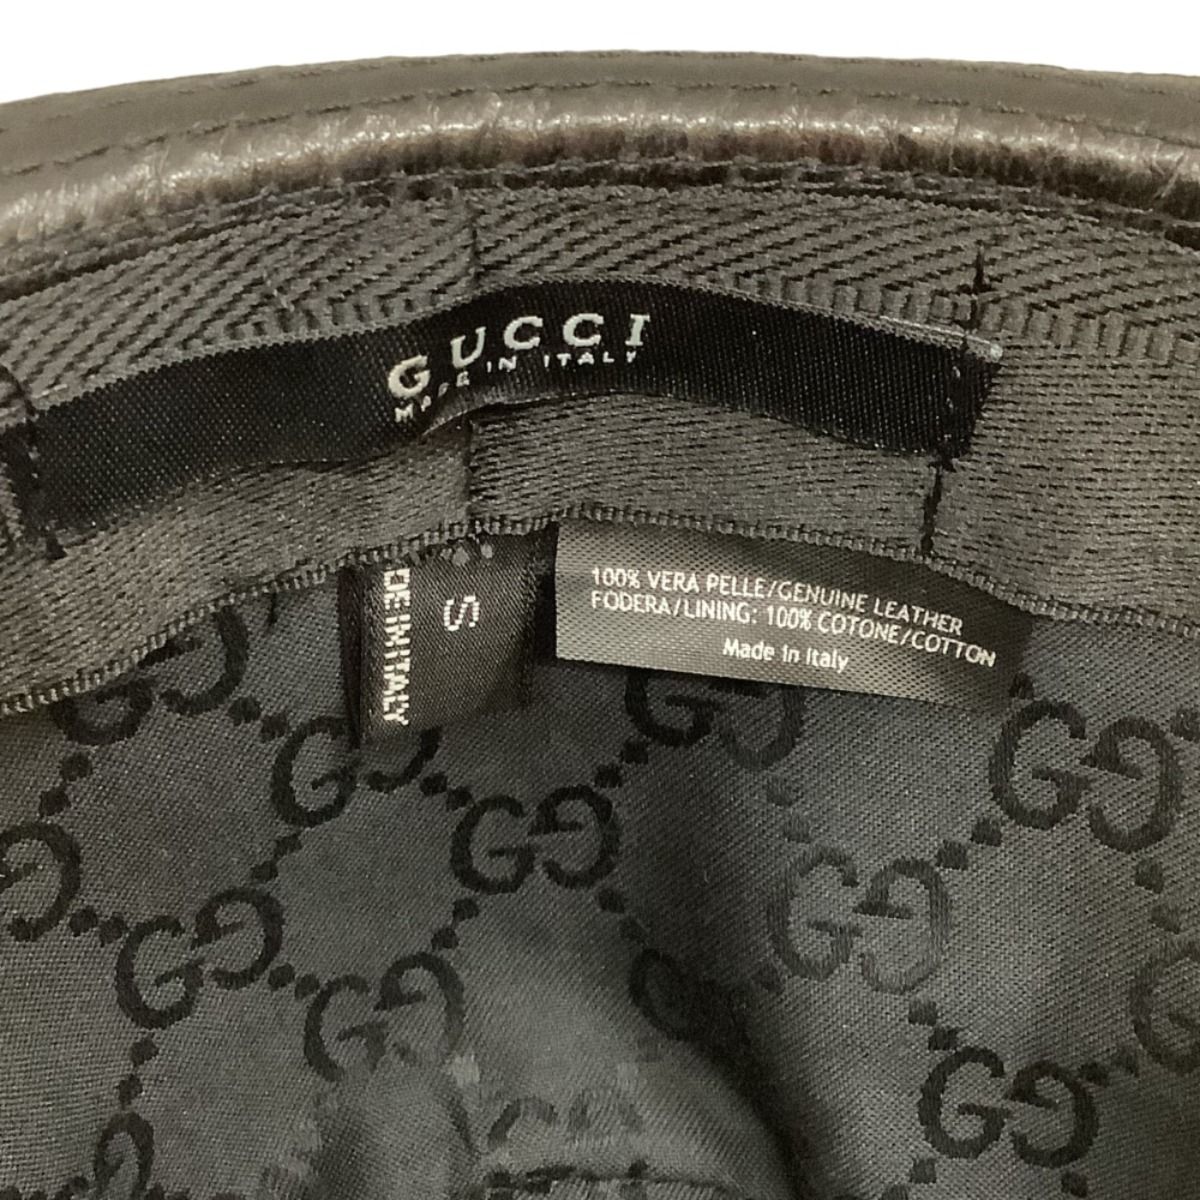 GUCCI
MADE IN ITALY
S
DE IN ITALY
100% VERA PELLE/GENUINE LEATHER
FODERA/LINING: 100% COTONE/COTTON
Made in Italy